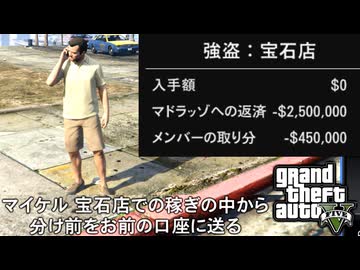 強盗：宝石店
入手額 $0
マドラッゾへの返済 -$2,500,000
メンバーの取り分 -$450,000
grand
theft
auto
FIVE
マイケル 宝石店での稼ぎの中から
分け前をお前の口座に送る